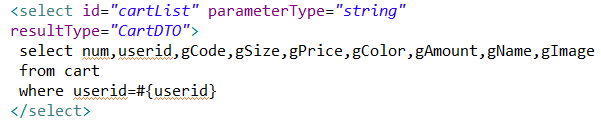 <select id="cartList" parameterType="string"
resultType="CartDTO">
select num,userid,gCode,gSize,gPrice,gColor,gAmount,gName,gImage
from cart
where userid=#{userid}
</select>